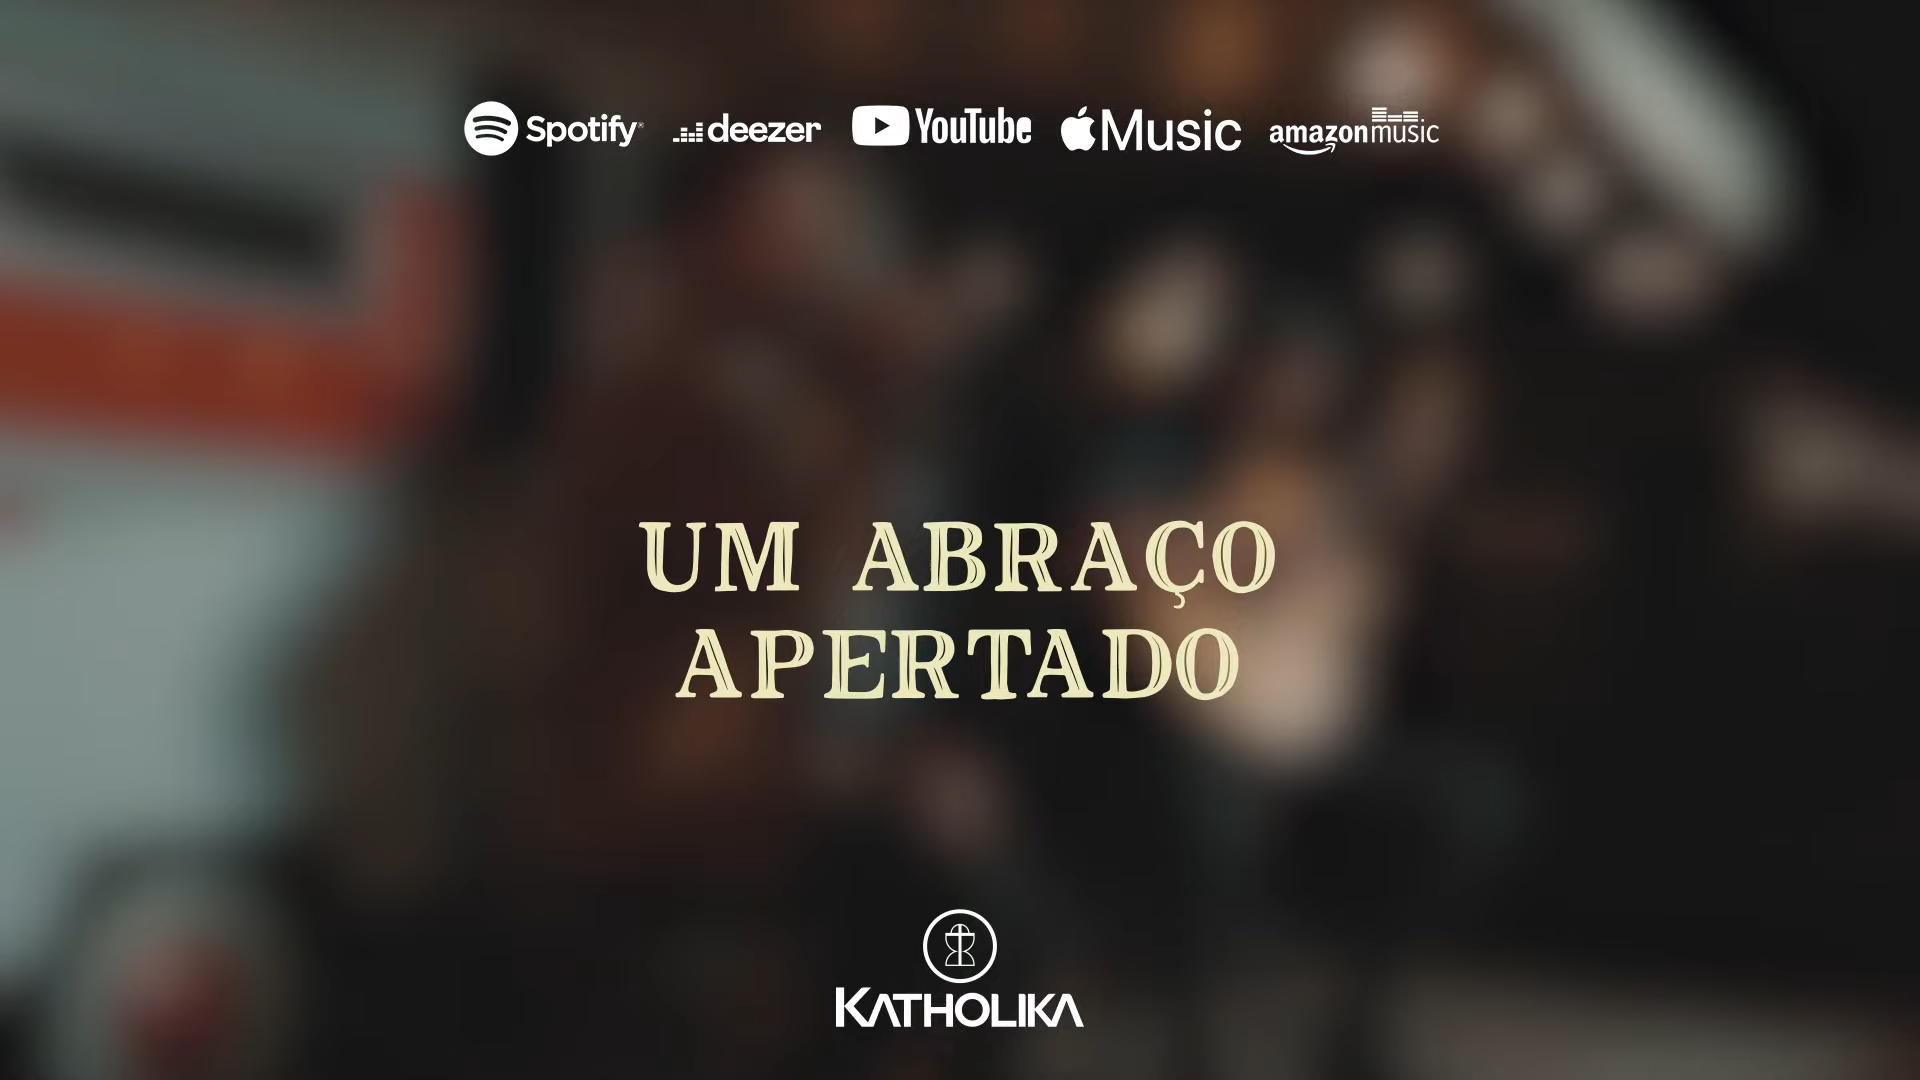 Spotify deezer YouTube Music amazon music
UM ABRAÇO
APERTADO
KATHOLIKA